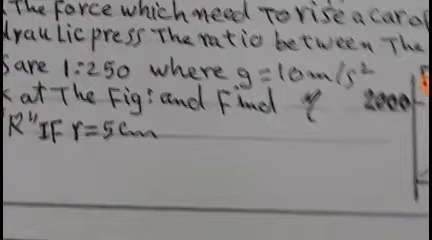 The force which need To rise a car of
draulic press The ratio between The
s are 1:250 where g=10m/s²
at The Fig: and Find η 2000
"R" IF r=5cm